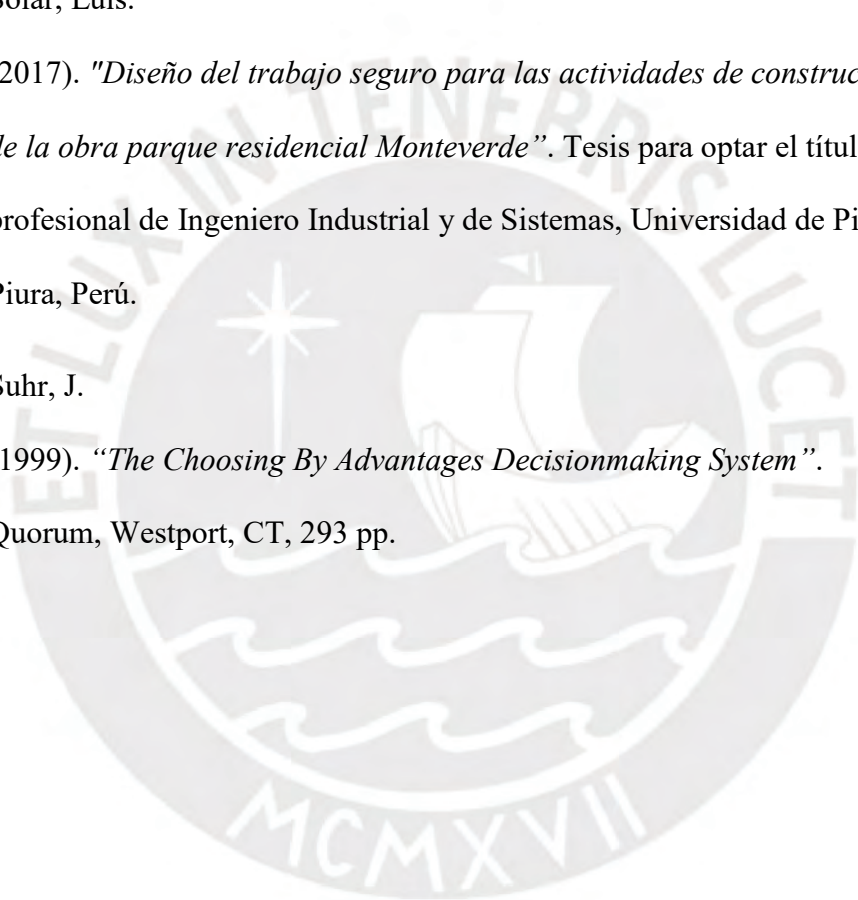 Solar, Luis.
2017). "Diseño del trabajo seguro para las actividades de construc
de la obra parque residencial Monteverde". Tesis para optar el títul
profesional de Ingeniero Industrial y de Sistemas, Universidad de Pi
Piura, Perú.
Suhr, J.
1999). “The Choosing By Advantages Decisionmaking System”.
Quorum, Westport, CT, 293 pp.
ET LUX IN TENEBRIS LUCET
MCMXVII